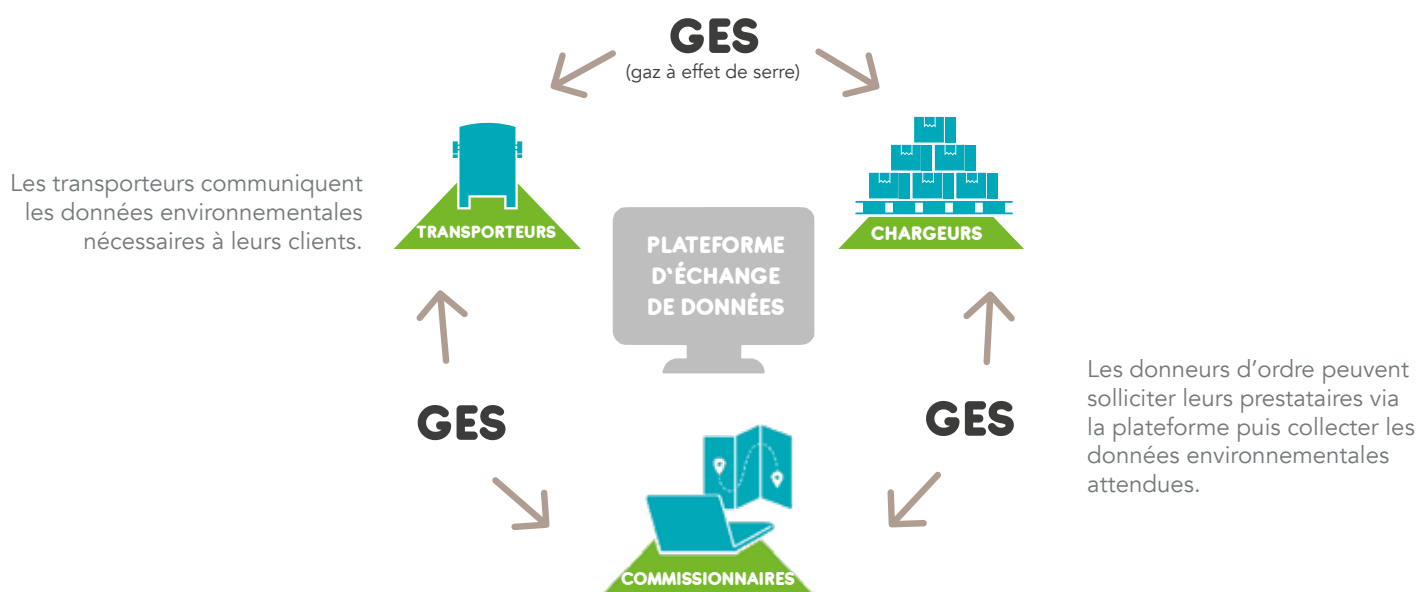 GES
(gaz à effet de serre)
Les transporteurs communiquent
les données environnementales
nécessaires à leurs clients.
TRANSPORTEURS
CHARGEURS
PLATEFORME
D'ÉCHANGE
DE DONNÉES
GES
GES
Les donneurs d’ordre peuvent
solliciter leurs prestataires via
la plateforme puis collecter les
données environnementales
attendues.
COMMISSIONNAIRES